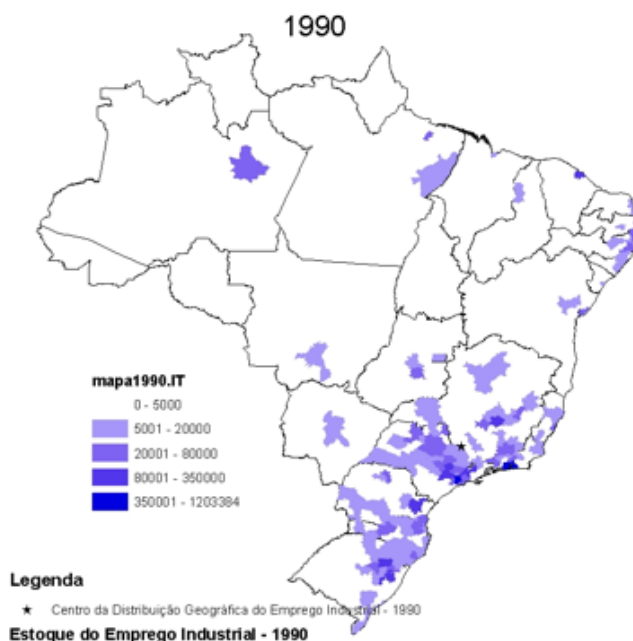 1990
mapa1990.IT
0 - 5000
5001 - 20000
20001 - 80000
80001 - 350000
350001 - 1203384
Legenda
★ Centro da Distribuição Geográfica do Emprego Industrial - 1990
Estoque do Emprego Industrial - 1990